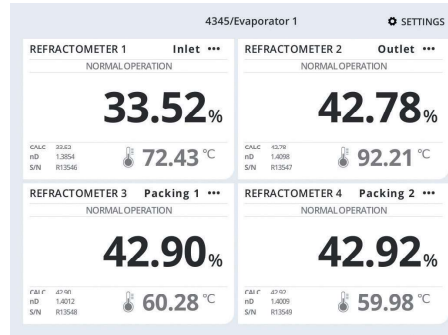 4345/Evaporator 1
SETTINGS
REFRACTOMETER 1 Inlet
NORMAL OPERATION
33.52%
CALC 33.52
nD 1.3854
S/N R13546
72.43 °C
REFRACTOMETER 2 Outlet
NORMAL OPERATION
42.78%
CALC 42.78
nD 1.4098
S/N R13547
92.21 °C
REFRACTOMETER 3 Packing 1
NORMAL OPERATION
42.90%
CALC 42.90
nD 1.4012
S/N R13548
60.28 °C
REFRACTOMETER 4 Packing 2
NORMAL OPERATION
42.92%
CALC 42.92
nD 1.4009
S/N R13549
59.98 °C